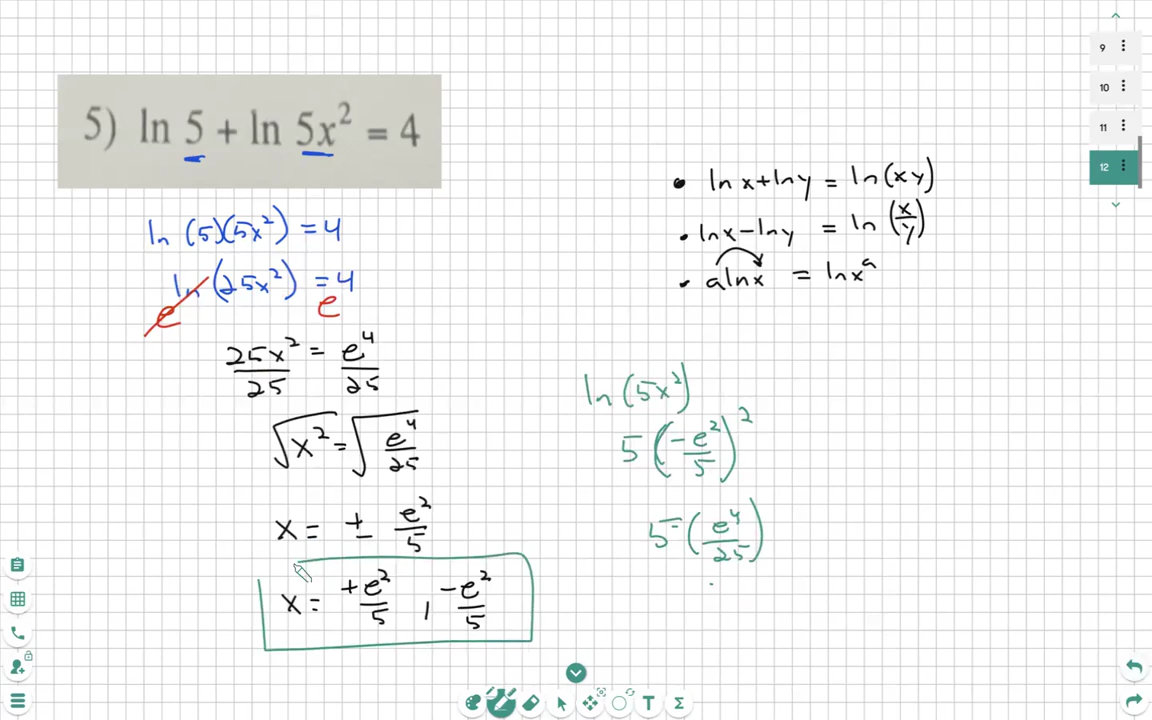 5) ln 5 + ln 5x² = 4
ln (5)(5x²) = 4
ln (25x²) = 4
e e
25x² = e⁴
25 25
√x² = √e⁴/25
x = ± e²/5
x = +e²/5 , -e²/5
• ln x + ln y = ln (xy)
• ln x - ln y = ln (x/y)
• a ln x = ln xᵃ
ln (5x²)
5 (-e²/5)²
5 (e⁴/25)
9
10
11
12
T
Σ